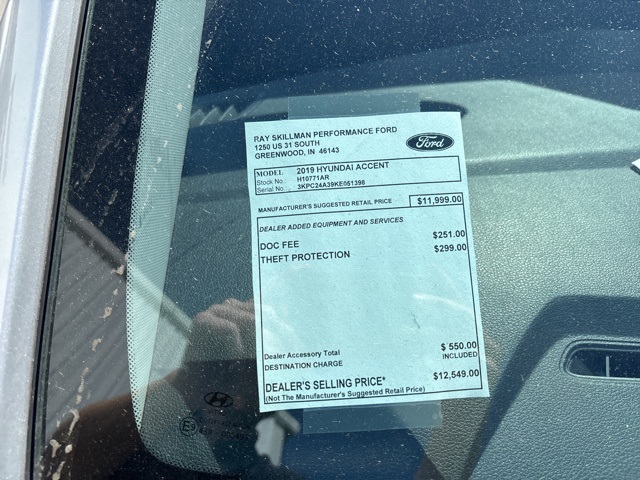 RAY SKILLMAN PERFORMANCE FORD
1250 US 31 SOUTH
GREENWOOD, IN 46143
Ford
MODEL 2019 HYUNDAI ACCENT
Stock No.: H10771AR
Serial No.: 3KPC24A39KE051398
MANUFACTURER'S SUGGESTED RETAIL PRICE $11,999.00
DEALER ADDED EQUIPMENT AND SERVICES
DOC FEE $251.00
THEFT PROTECTION $299.00
Dealer Accessory Total $ 550.00
DESTINATION CHARGE INCLUDED
DEALER'S SELLING PRICE* $12,549.00
(Not The Manufacturer's Suggested Retail Price)